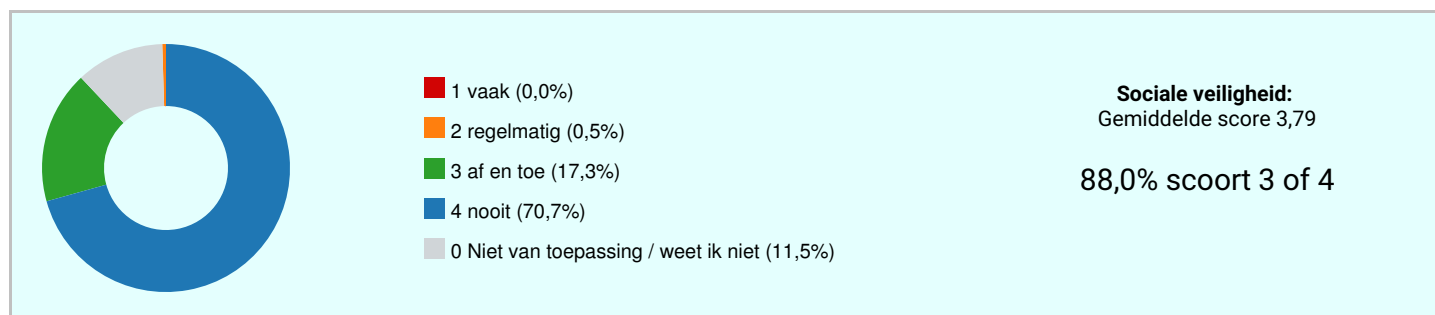 1 vaak (0,0%)
2 regelmatig (0,5%)
3 af en toe (17,3%)
4 nooit (70,7%)
0 Niet van toepassing / weet ik niet (11,5%)
Sociale veiligheid:
Gemiddelde score 3,79
88,0% scoort 3 of 4